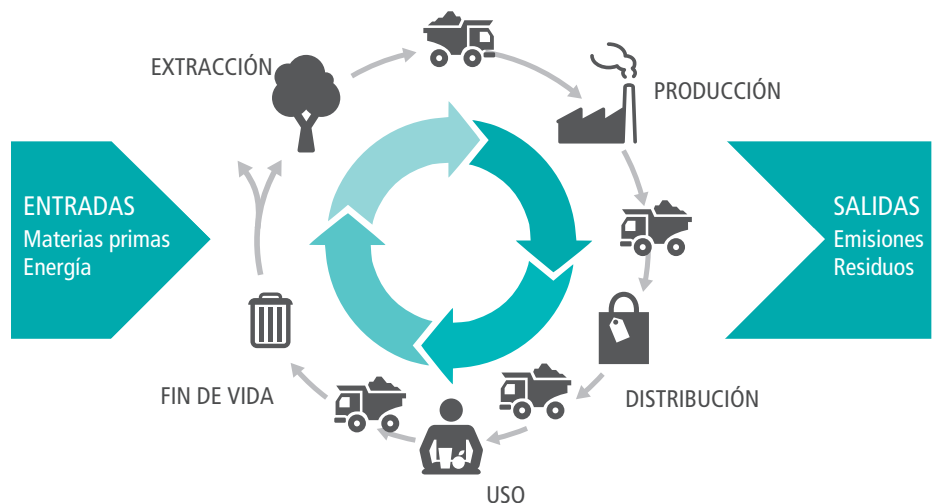 EXTRACCIÓN
PRODUCCIÓN
ENTRADAS
Materias primas
Energía
SALIDAS
Emisiones
Residuos
FIN DE VIDA
DISTRIBUCIÓN
USO